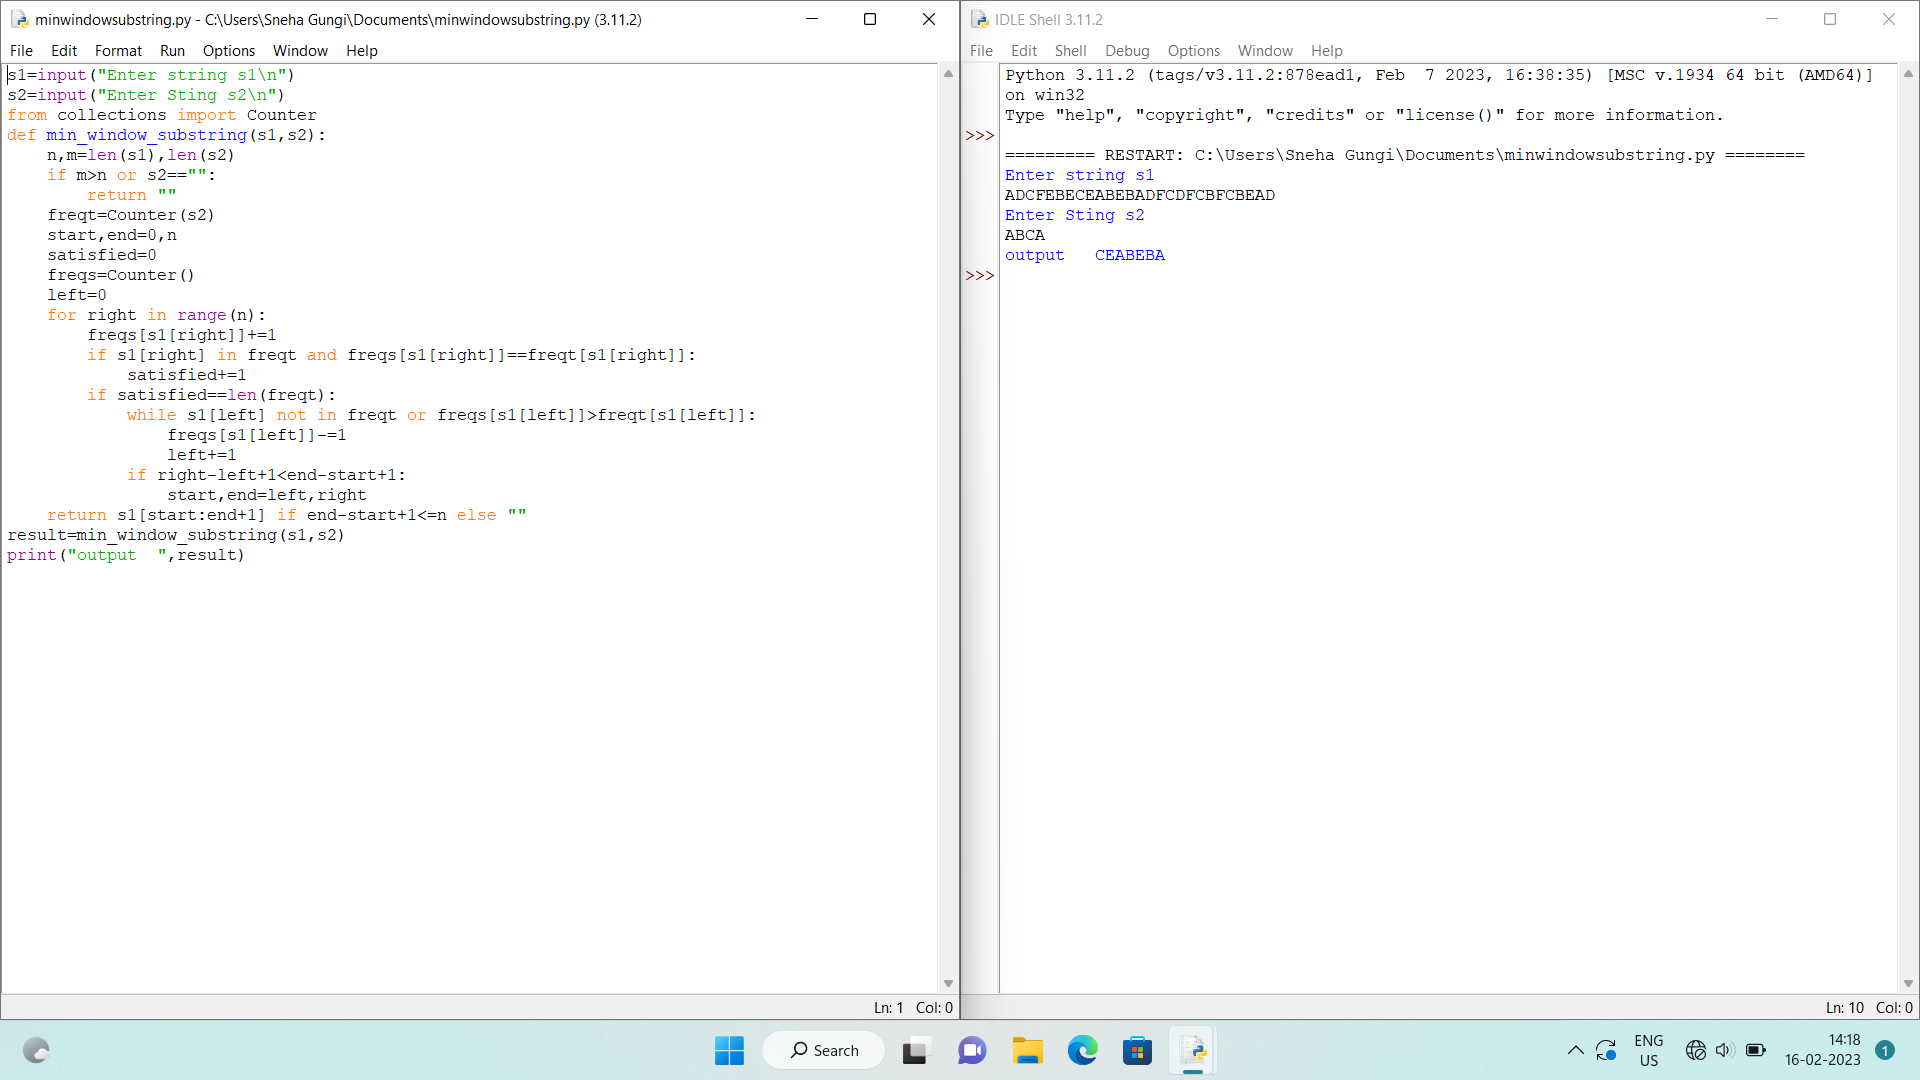 minwindowsubstring.py - C:\Users\Sneha Gungi\Documents\minwindowsubstring.py (3.11.2)
File Edit Format Run Options Window Help
s1=input("Enter string s1\n")
s2=input("Enter Sting s2\n")
from collections import Counter
def min_window_substring(s1,s2):
    n,m=len(s1),len(s2)
    if m>n or s2=="":
        return ""
    freqt=Counter(s2)
    start,end=0,n
    satisfied=0
    freqs=Counter()
    left=0
    for right in range(n):
        freqs[s1[right]]+=1
        if s1[right] in freqt and freqs[s1[right]]==freqt[s1[right]]:
            satisfied+=1
        if satisfied==len(freqt):
            while s1[left] not in freqt or freqs[s1[left]]>freqt[s1[left]]:
                freqs[s1[left]]-=1
                left+=1
            if right-left+1<end-start+1:
                start,end=left,right
    return s1[start:end+1] if end-start+1<=n else ""
result=min_window_substring(s1,s2)
print("output  ",result)
Ln: 1 Col: 0
IDLE Shell 3.11.2
File Edit Shell Debug Options Window Help
Python 3.11.2 (tags/v3.11.2:878ead1, Feb  7 2023, 16:38:35) [MSC v.1934 64 bit (AMD64)]
on win32
Type "help", "copyright", "credits" or "license()" for more information.
>>>
========= RESTART: C:\Users\Sneha Gungi\Documents\minwindowsubstring.py ========
Enter string s1
ADCFEBECEABEBADFCDFCBFCBEAD
Enter Sting s2
ABCA
output   CEABEBA
>>>
Ln: 10 Col: 0
Search
ENG
US
14:18
16-02-2023
1